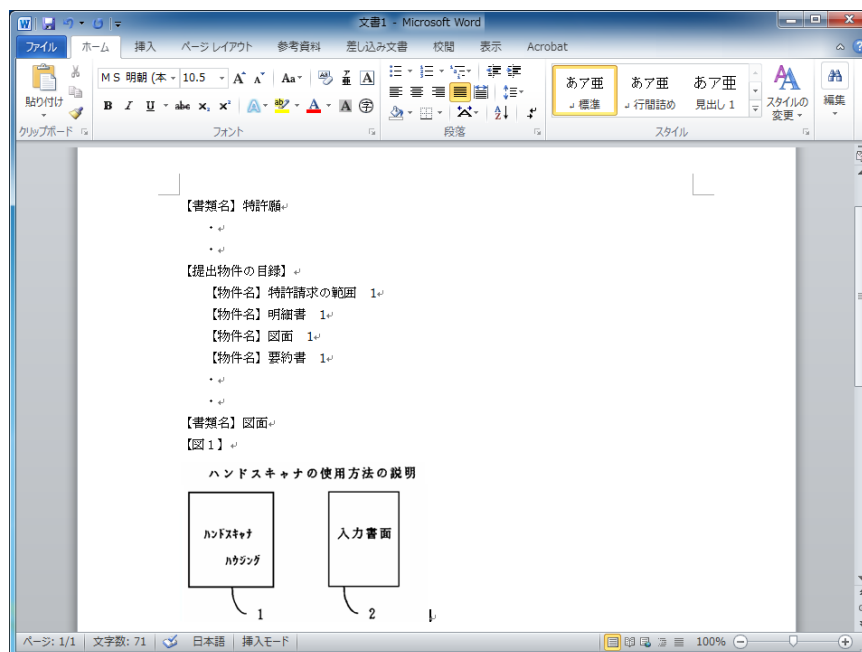 文書1 - Microsoft Word
ファイル ホーム 挿入 ページ レイアウト 参考資料 差し込み文書 校閲 表示 Acrobat
貼り付け
クリップボード
ＭＳ 明朝 (本 10.5
フォント
段落
あア亜 あア亜 あア亜
標準 行間詰め 見出し 1
スタイルの
変更
スタイル
編集
【書類名】特許願
・
・
【提出物件の目録】
【物件名】特許請求の範囲　1
【物件名】明細書　1
【物件名】図面　1
【物件名】要約書　1
・
・
【書類名】図面
【図１】
ハンドスキャナの使用方法の説明
ハンドスキャナ
ハウジング
入力書面
1
2
ページ: 1/1 文字数: 71 日本語 挿入モード 100%